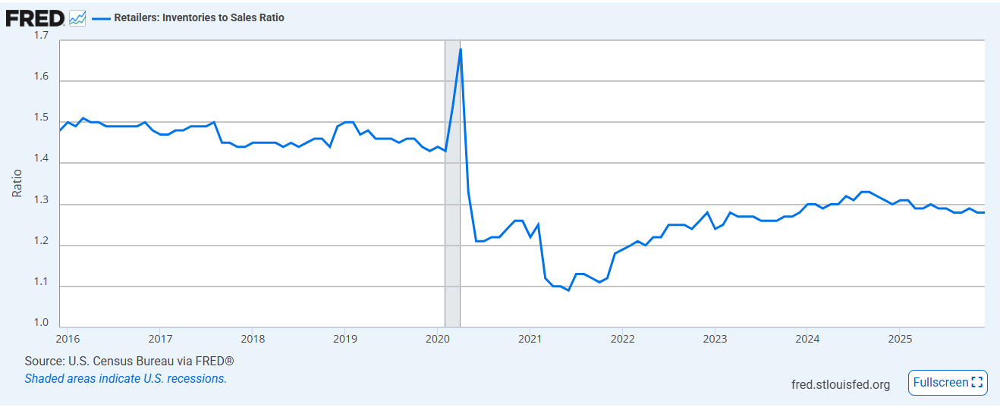 FRED Retailers: Inventories to Sales Ratio
1.7
1.6
1.5
1.4
1.3
1.2
1.1
1.0
Ratio
2016 2017 2018 2019 2020 2021 2022 2023 2024 2025
Source: U.S. Census Bureau via FRED®
Shaded areas indicate U.S. recessions.
fred.stlouisfed.org
Fullscreen